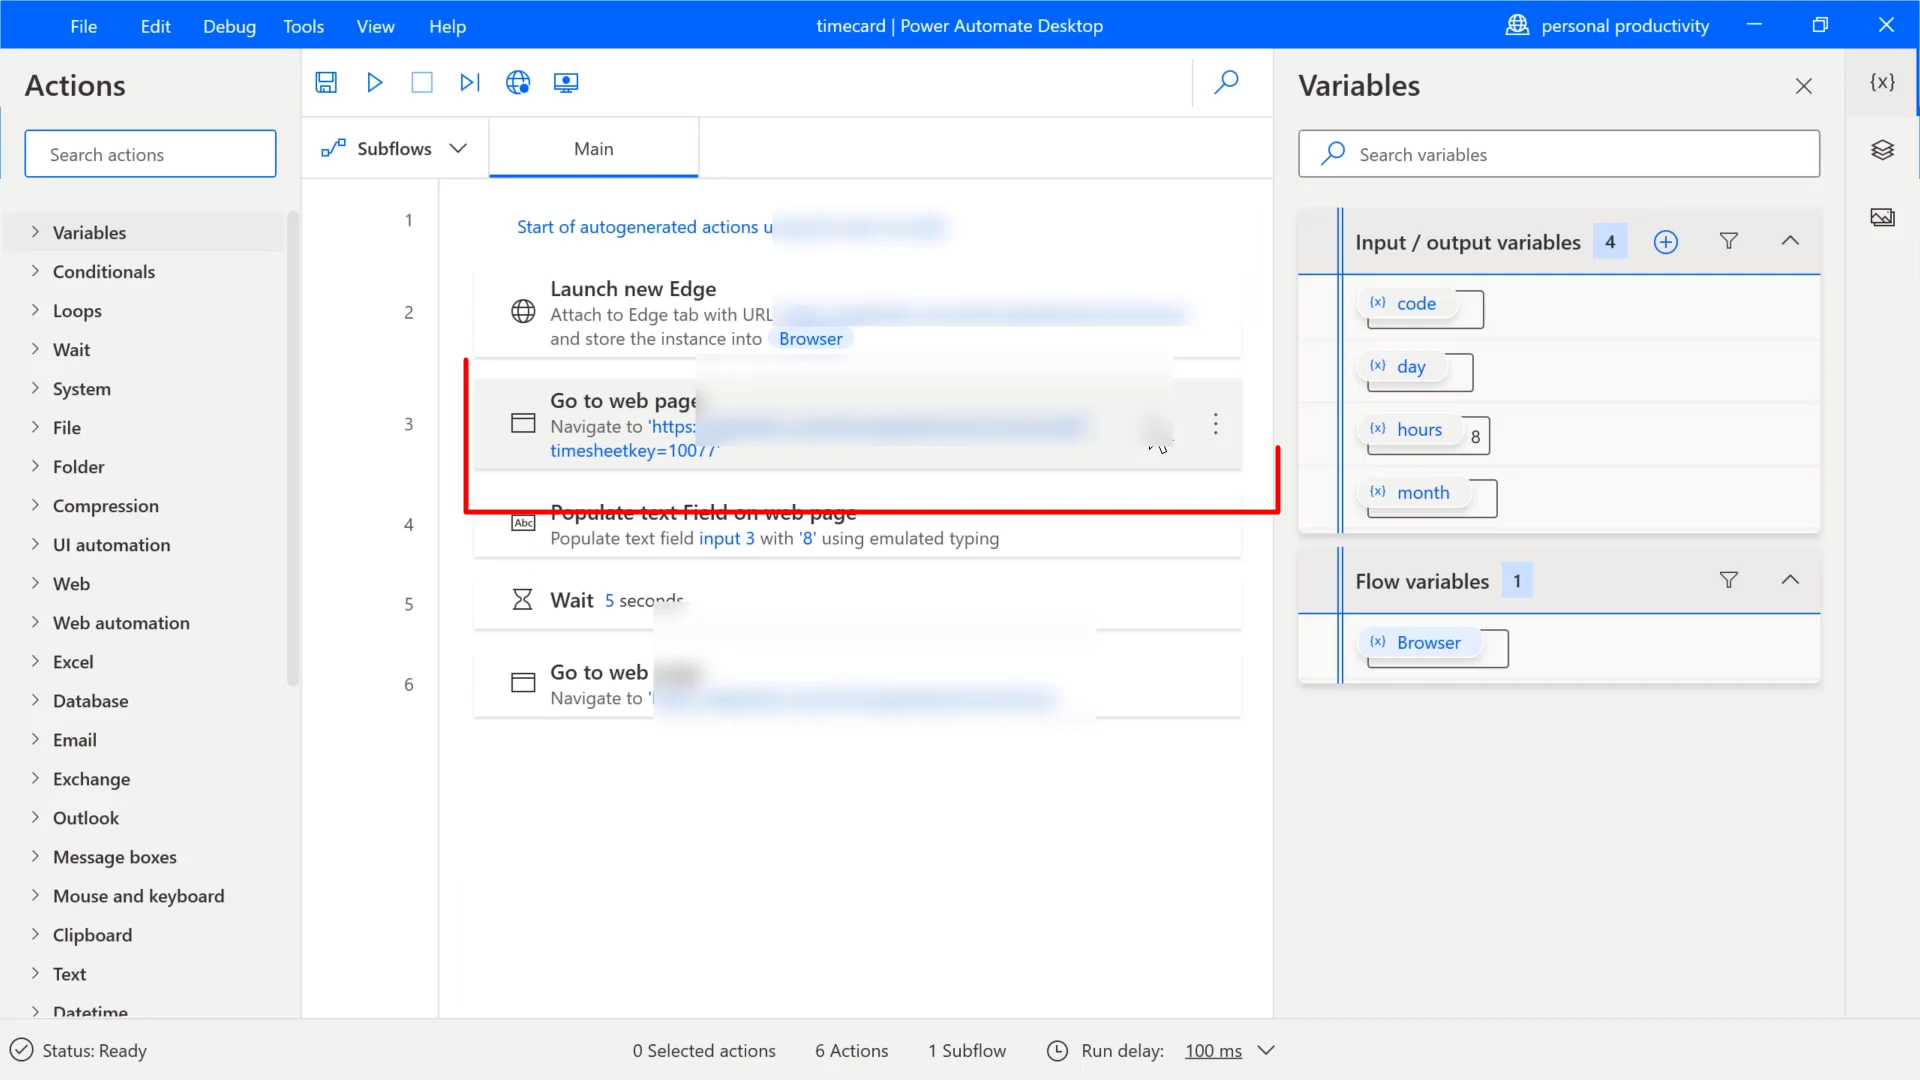 File Edit Debug Tools View Help
timecard | Power Automate Desktop
personal productivity
Actions
Search actions
Variables
Conditionals
Loops
Wait
System
File
Folder
Compression
UI automation
Web
Web automation
Excel
Database
Email
Exchange
Outlook
Message boxes
Mouse and keyboard
Clipboard
Text
Datetime
Subflows
Main
1
Start of autogenerated actions u
2
Launch new Edge
Attach to Edge tab with URL
and store the instance into Browser
3
Go to web page
Navigate to 'https:
timesheetkey=10077'
4
Abc
Populate text Field on web page
Populate text field input 3 with '8' using emulated typing
5
Wait 5 seconds
6
Go to web
Navigate to '
Variables
{x}
Search variables
Input / output variables 4
{x} code
{x} day
{x} hours 8
{x} month
Flow variables 1
{x} Browser
Status: Ready
0 Selected actions
6 Actions
1 Subflow
Run delay: 100 ms